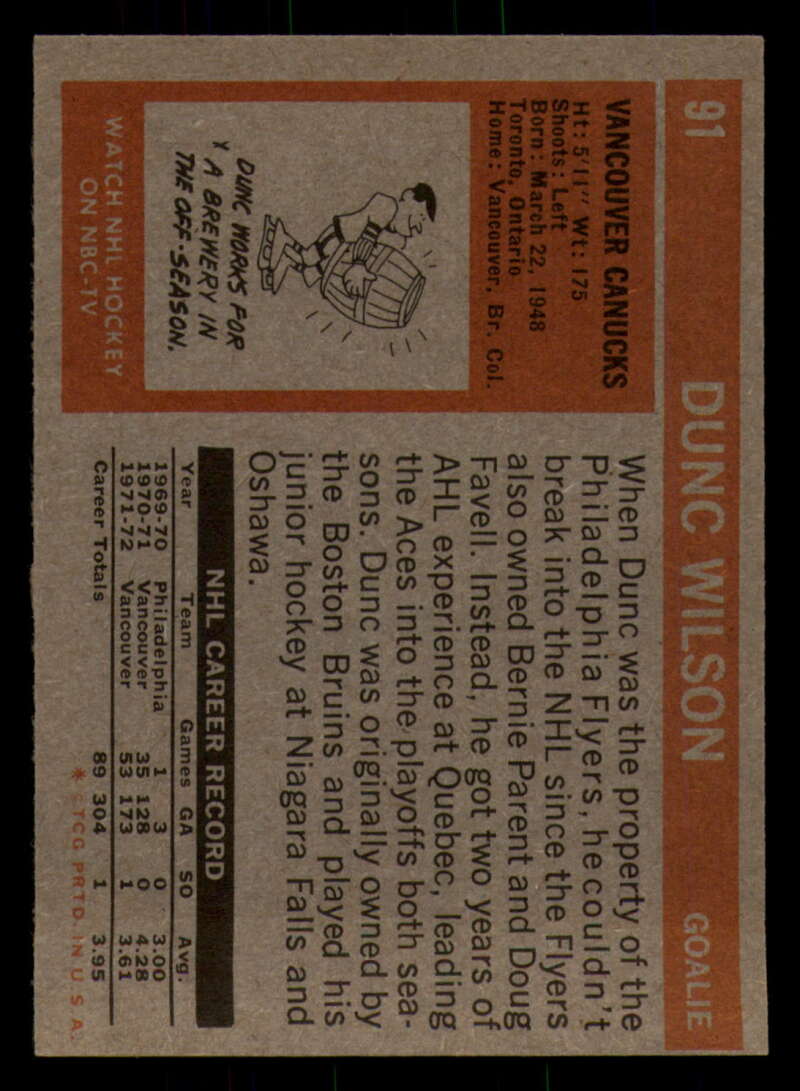 91 DUNC WILSON GOALIE
VANCOUVER CANUCKS
Ht: 5'11" Wt: 175
Shoots: Left
Born: March 22, 1948
Toronto, Ontario
Home: Vancouver, Br. Col.
DUNC WORKS FOR
A BREWERY IN
THE OFF-SEASON.
WATCH NHL HOCKEY
ON NBC-TV
When Dunc was the property of the
Philadelphia Flyers, he couldn't
break into the NHL since the Flyers
also owned Bernie Parent and Doug
Favell. Instead, he got two years of
AHL experience at Quebec, leading
the Aces into the playoffs both sea-
sons. Dunc was originally owned by
the Boston Bruins and played his
junior hockey at Niagara Falls and
Oshawa.
NHL CAREER RECORD
Year Team Games GA SO Avg.
1969-70 Philadelphia 1 3 0 3.00
1970-71 Vancouver 35 128 0 4.28
1971-72 Vancouver 53 173 1 3.61
Career Totals 89 304 1 3.95
* ©TCG PRTD. IN U S A